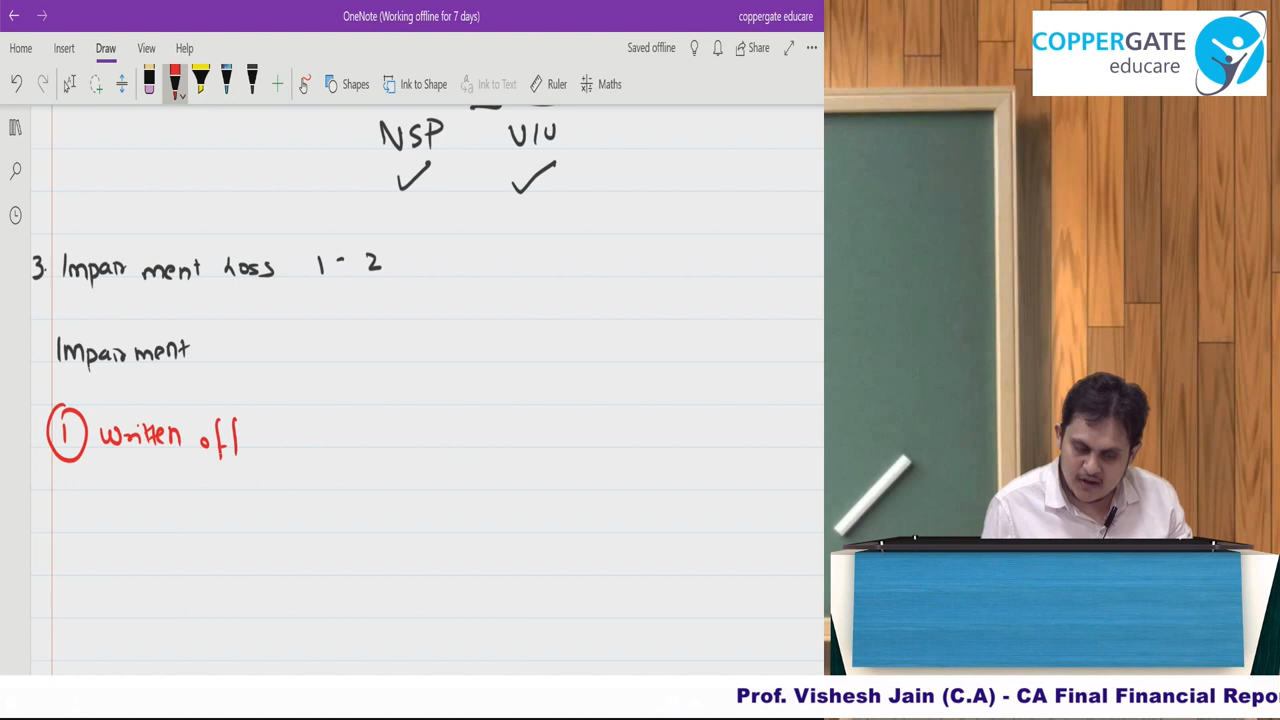 OneNote (Working offline for 7 days)
coppergate educare
Home Insert Draw View Help
Saved offline
Share
Shapes
Ink to Shape
Ink to Text
Ruler
Maths
NSP VIU
3. Impairment Loss 1 - 2
Impairment
1 written off
COPPERGATE
educare
Prof. Vishesh Jain (C.A) - CA Final Financial Repo